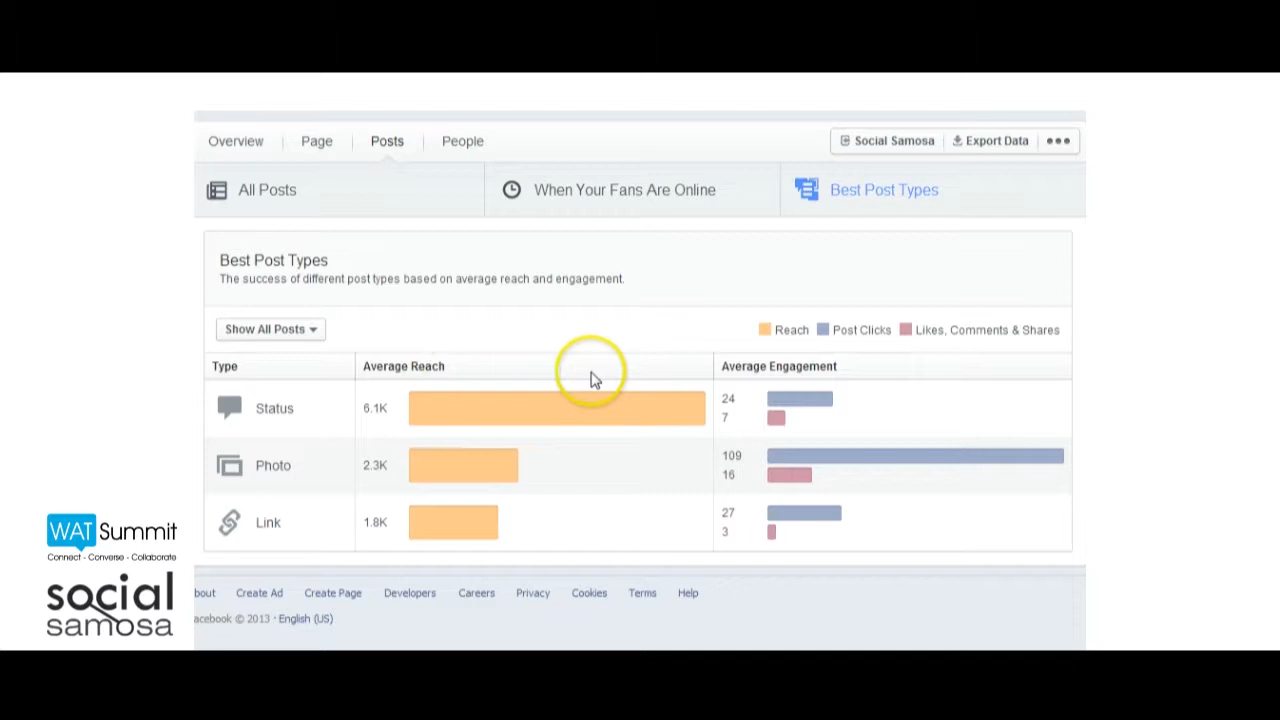 Overview Page Posts People Social Samosa Export Data
All Posts When Your Fans Are Online Best Post Types
Best Post Types
The success of different post types based on average reach and engagement.
Show All Posts Reach Post Clicks Likes, Comments & Shares
Type Average Reach Average Engagement
Status 6.1K 24
7
Photo 2.3K 109
16
Link 1.8K 27
3
WAT Summit
Connect - Converse - Collaborate
social
samosa
bout Create Ad Create Page Developers Careers Privacy Cookies Terms Help
acebook © 2013 · English (US)